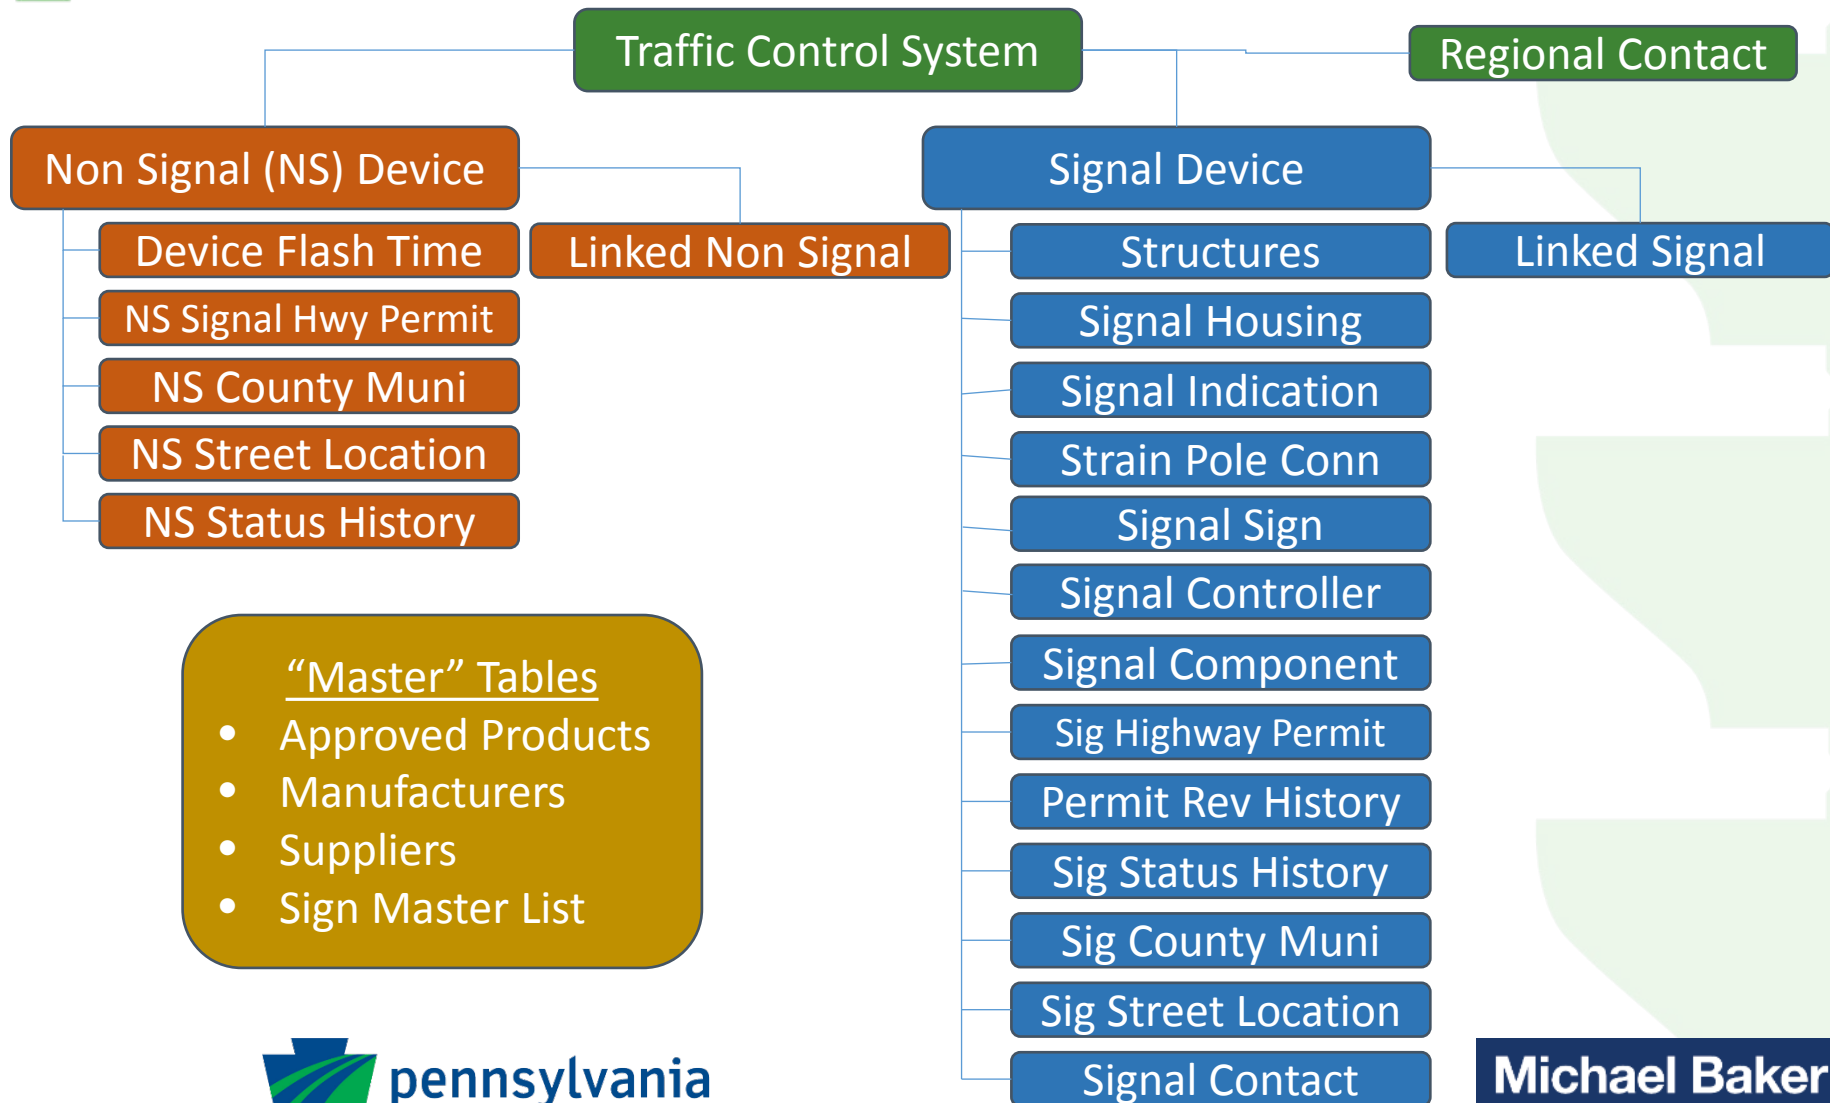 Traffic Control System
Regional Contact
Non Signal (NS) Device
Signal Device
Device Flash Time
Linked Non Signal
NS Signal Hwy Permit
NS County Muni
NS Street Location
NS Status History
Structures
Linked Signal
Signal Housing
Signal Indication
Strain Pole Conn
Signal Sign
Signal Controller
Signal Component
Sig Highway Permit
Permit Rev History
Sig Status History
Sig County Muni
Sig Street Location
Signal Contact
“Master” Tables
• Approved Products
• Manufacturers
• Suppliers
• Sign Master List
pennsylvania
Michael Baker